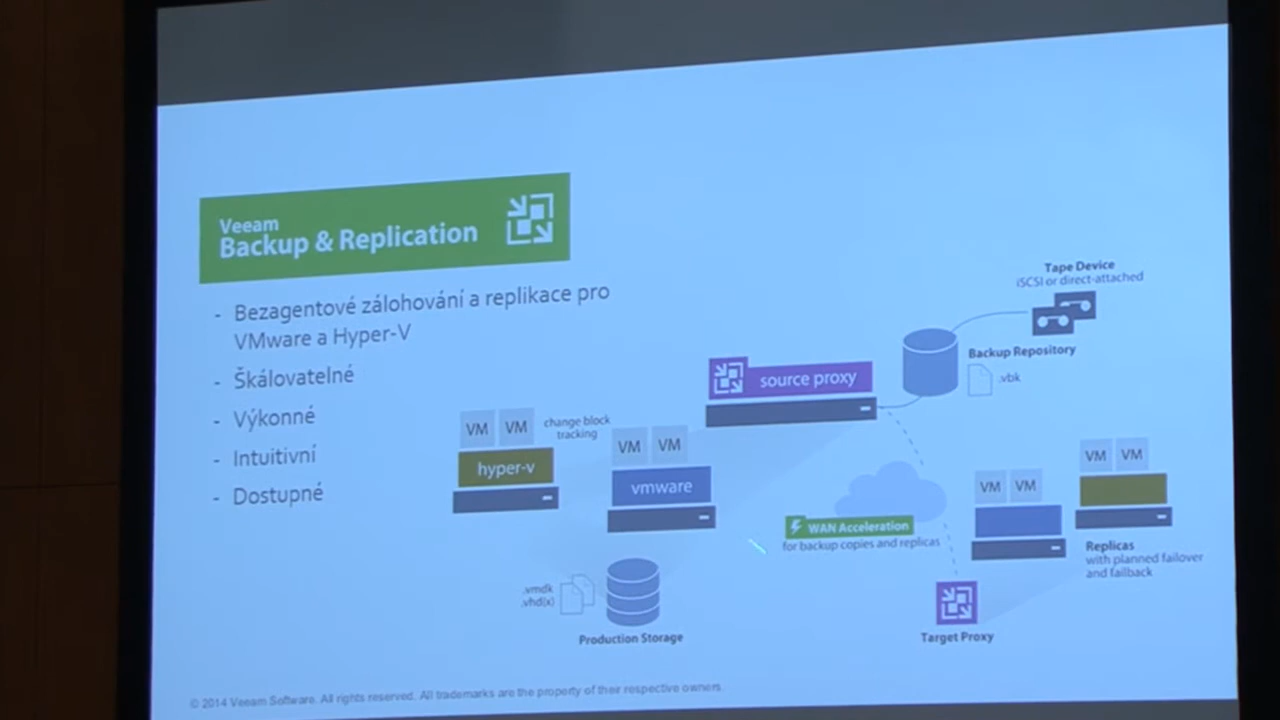 Veeam
Backup & Replication
- Bezagentové zálohování a replikace pro
VMware a Hyper-V
- Škálovatelné
- Výkonné
- Intuitivní
- Dostupné
Tape Device
iSCSI or direct-attached
Backup Repository
.vbk
source proxy
VM VM
change block
tracking
hyper-v
VM VM
vmware
WAN Acceleration
for backup copies and replicas
VM VM
VM VM
Replicas
with planned failover
and failback
.vmdk
.vhd(x)
Production Storage
Target Proxy
© 2014 Veeam Software. All rights reserved. All trademarks are the property of their respective owners